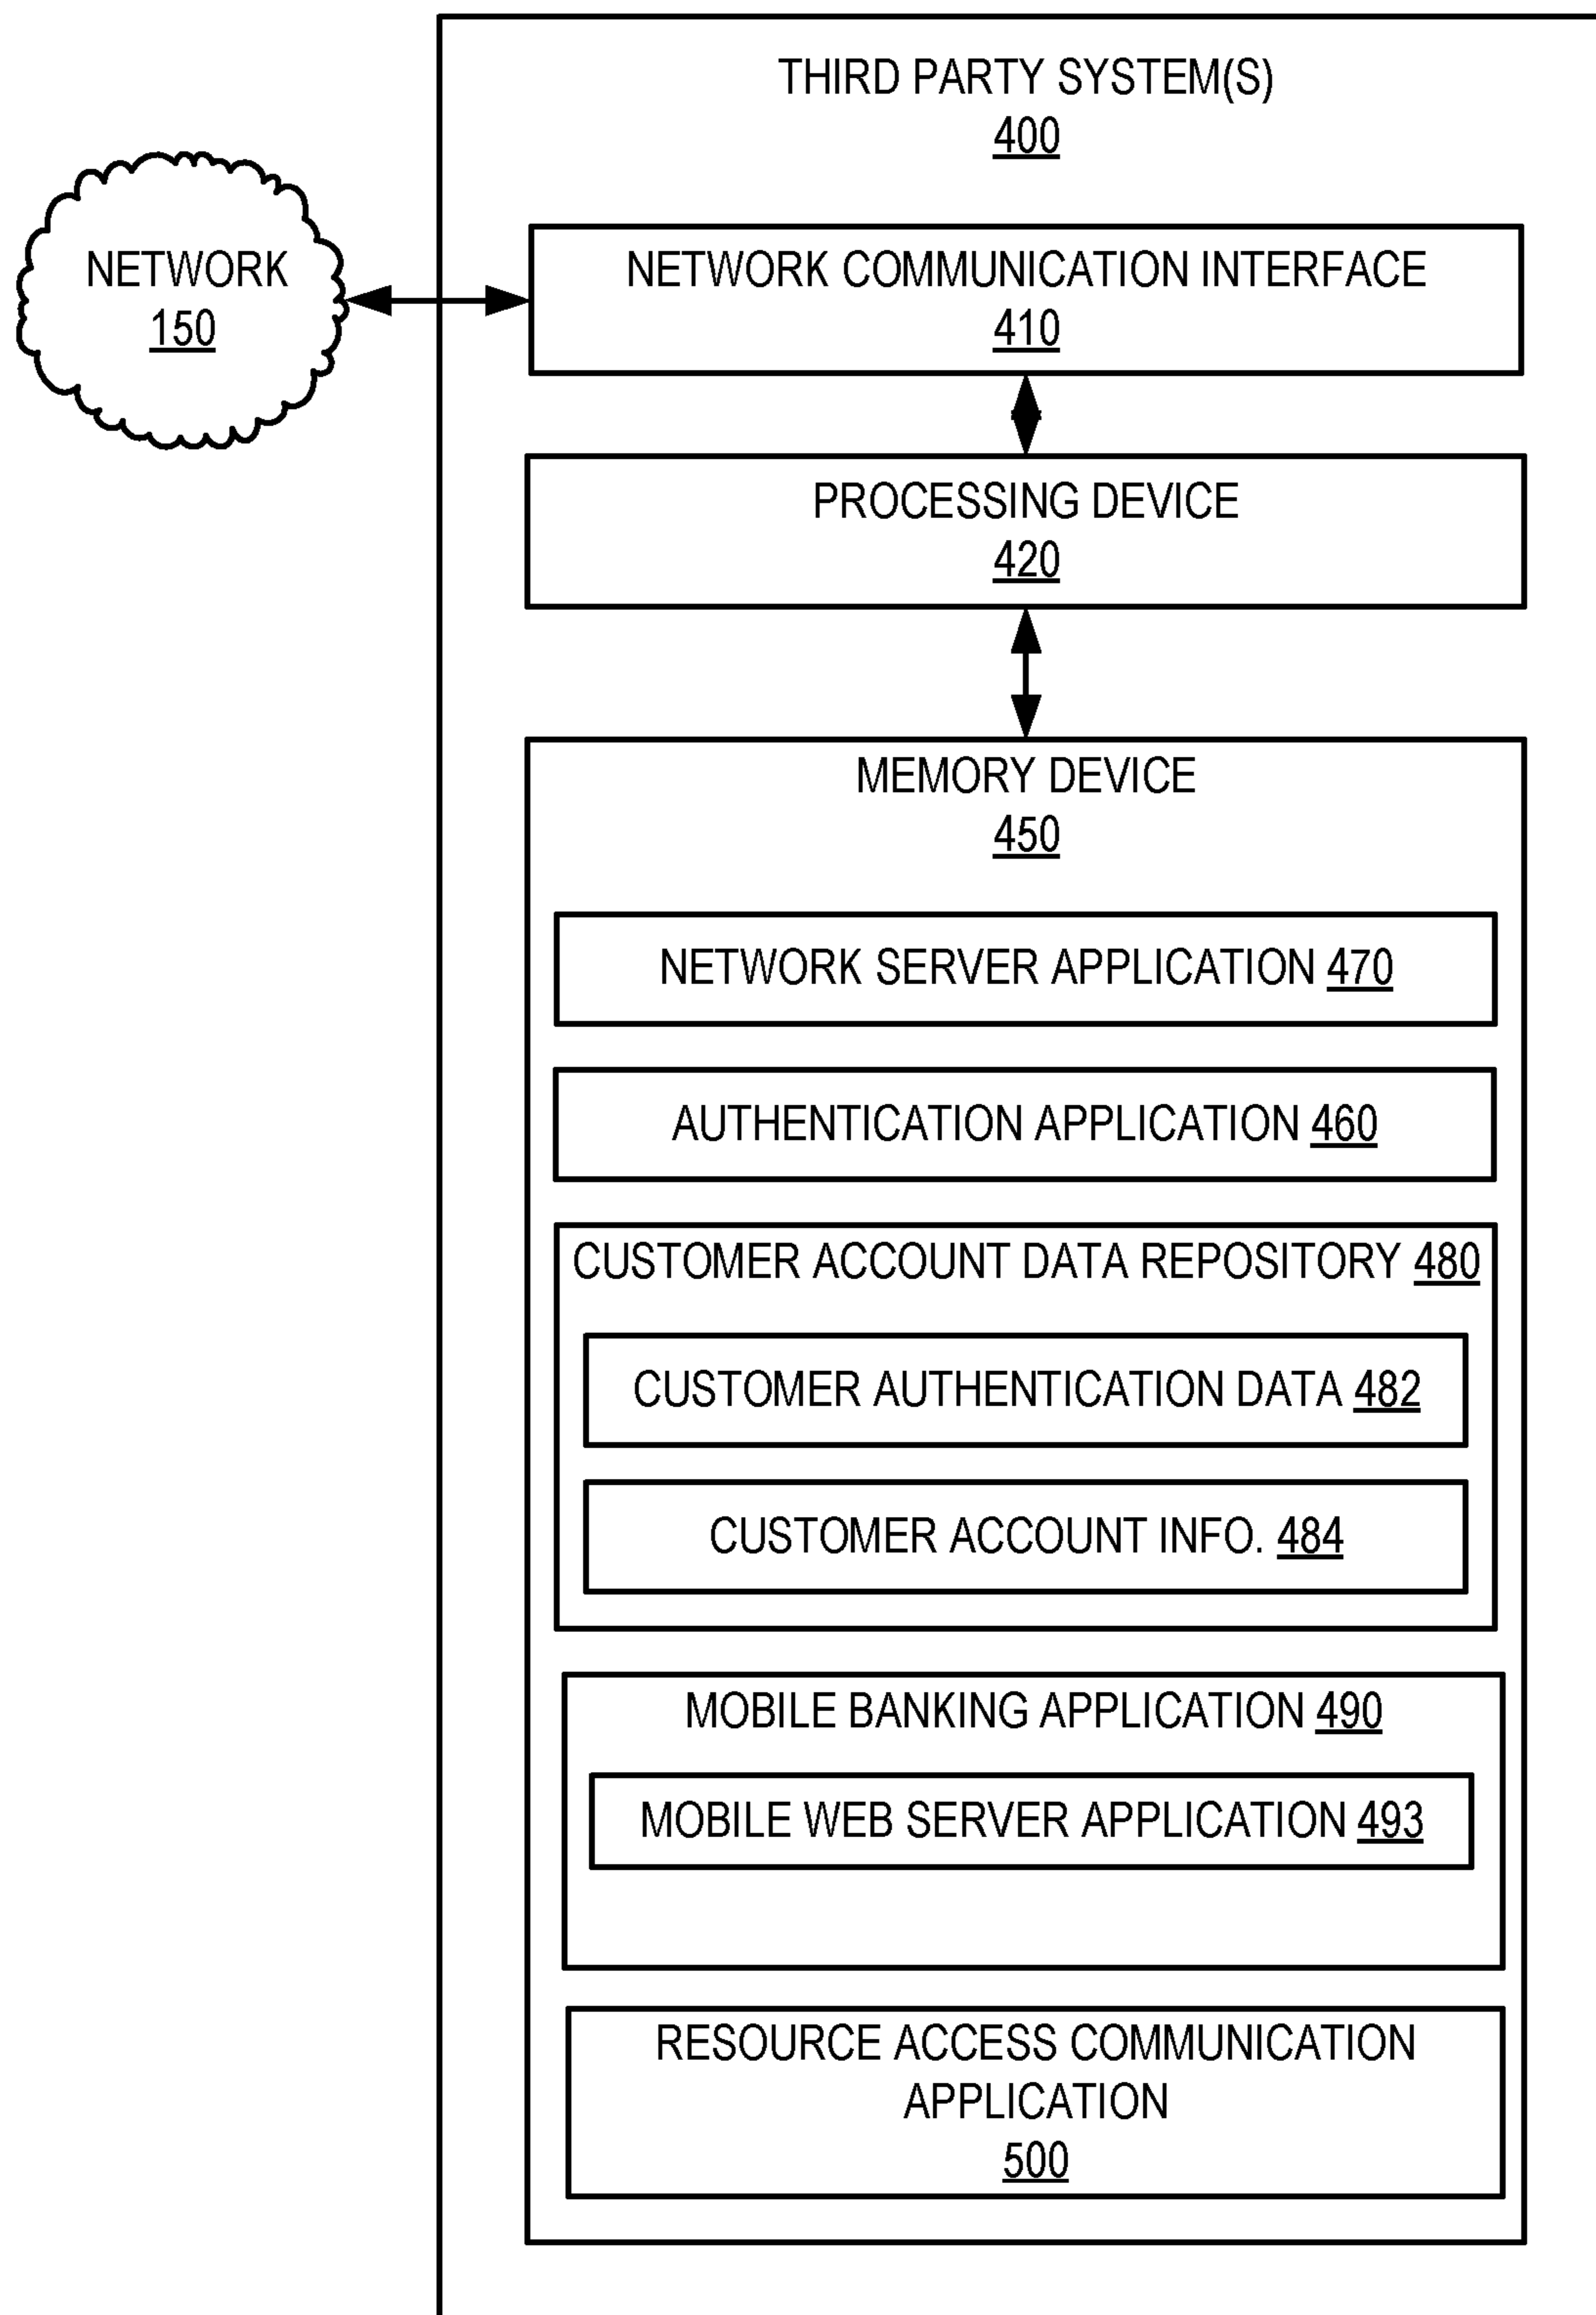 THIRD PARTY SYSTEM(S)
400
NETWORK
150
NETWORK COMMUNICATION INTERFACE
410
PROCESSING DEVICE
420
MEMORY DEVICE
450
NETWORK SERVER APPLICATION 470
AUTHENTICATION APPLICATION 460
CUSTOMER ACCOUNT DATA REPOSITORY 480
CUSTOMER AUTHENTICATION DATA 482
CUSTOMER ACCOUNT INFO. 484
MOBILE BANKING APPLICATION 490
MOBILE WEB SERVER APPLICATION 493
RESOURCE ACCESS COMMUNICATION
APPLICATION
500